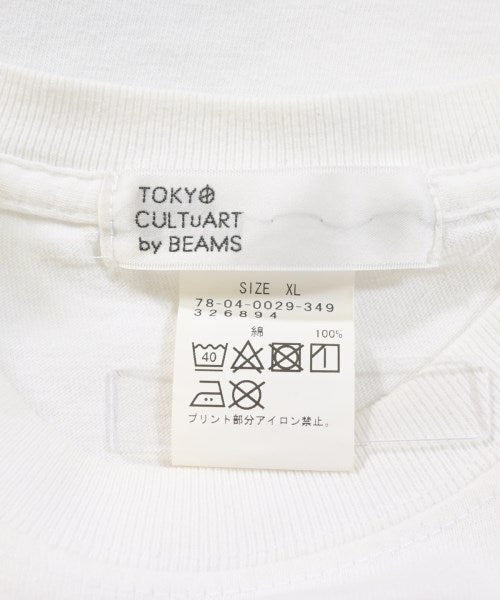 TOKYO
CULTUART
by BEAMS
SIZE XL
78-04-0029-349
326894
綿 100%
40
プリント部分アイロン禁止。